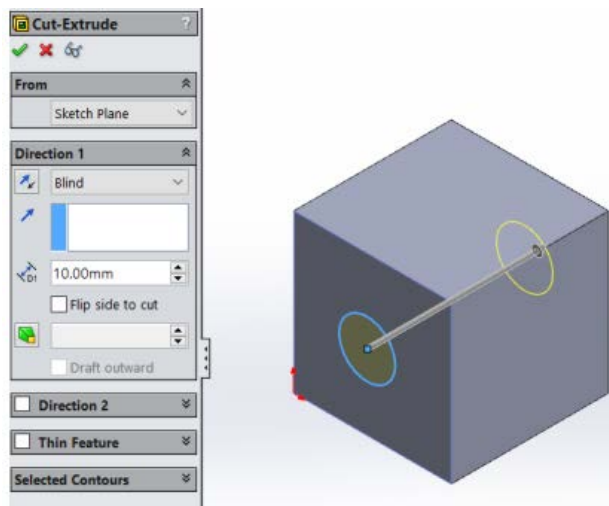 Cut-Extrude ?
From
Sketch Plane
Direction 1
Blind
D1 10.00mm
Flip side to cut
Draft outward
Direction 2
Thin Feature
Selected Contours